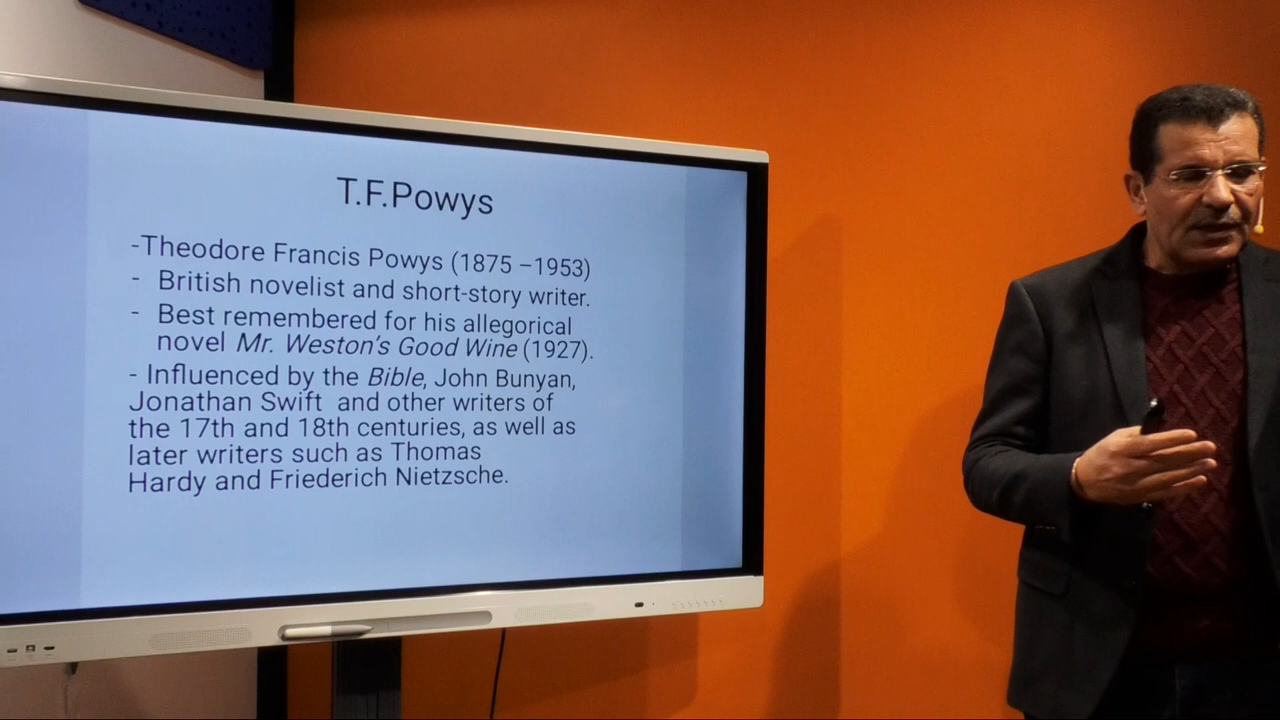 T.F.Powys
-Theodore Francis Powys (1875 –1953)
- British novelist and short-story writer.
- Best remembered for his allegorical
novel Mr. Weston's Good Wine (1927).
- Influenced by the Bible, John Bunyan,
Jonathan Swift and other writers of
the 17th and 18th centuries, as well as
later writers such as Thomas
Hardy and Friederich Nietzsche.